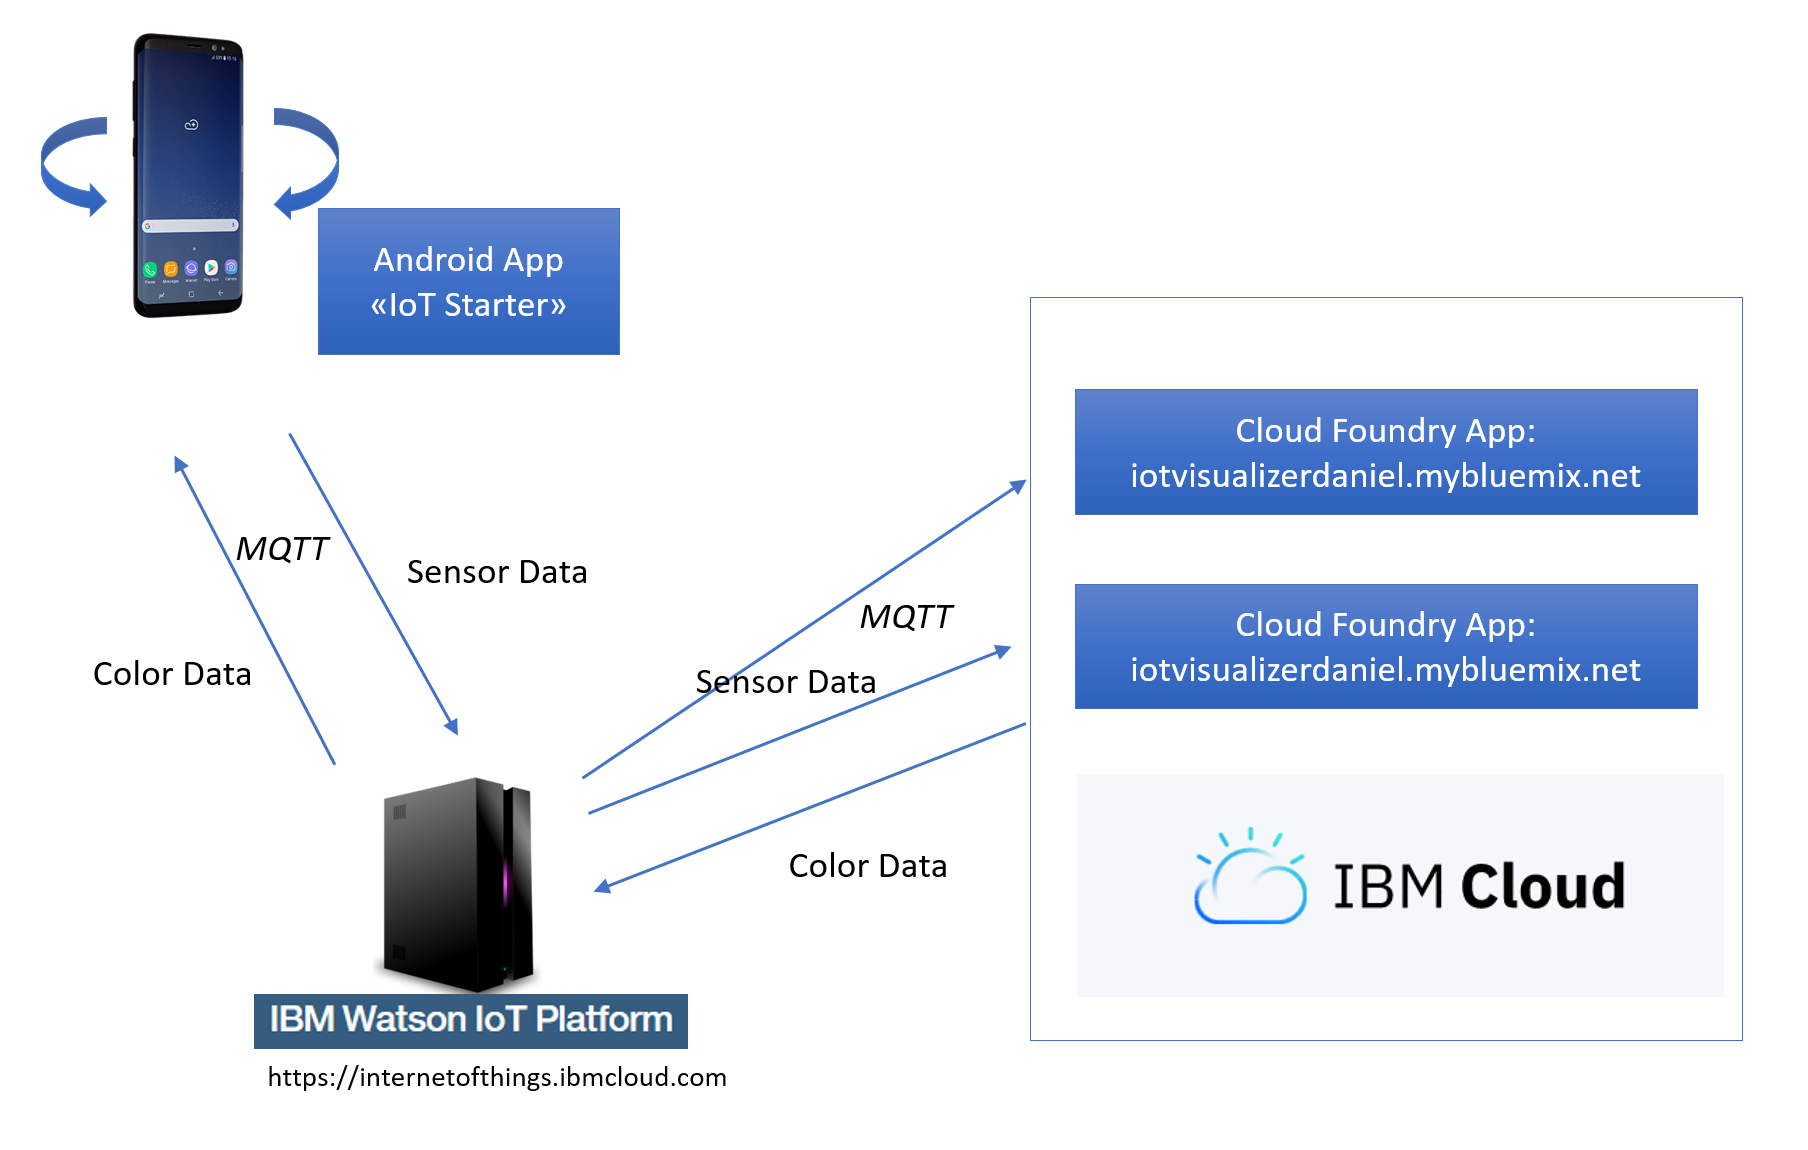 Android App
«IoT Starter»
Cloud Foundry App:
iotvisualizerdaniel.mybluemix.net
MQTT
Sensor Data
Color Data
MQTT
Sensor Data
Cloud Foundry App:
iotvisualizerdaniel.mybluemix.net
Color Data
IBM Cloud
IBM Watson IoT Platform
https://internetofthings.ibmcloud.com